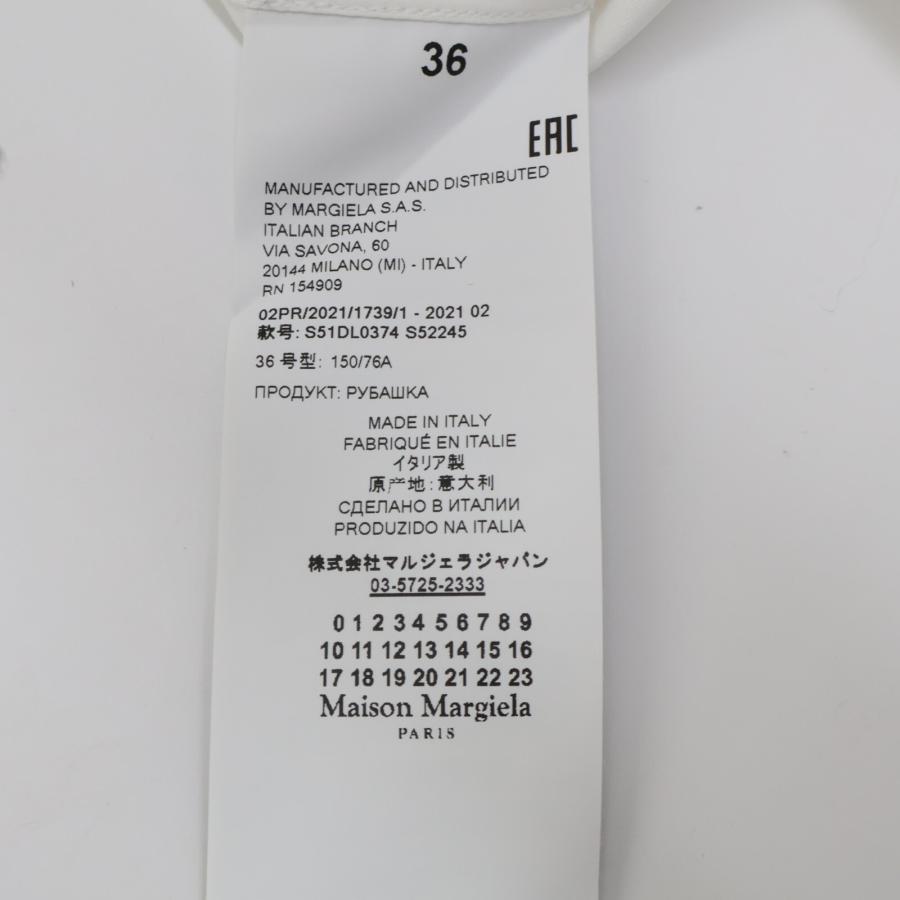 36
EAC
MANUFACTURED AND DISTRIBUTED
BY MARGIELA S.A.S.
ITALIAN BRANCH
VIA SAVONA, 60
20144 MILANO (MI) - ITALY
RN 154909
02PR/2021/1739/1 - 2021 02
款号: S51DL0374 S52245
36 号型: 150/76A
ПРОДУКТ: РУБАШКА
MADE IN ITALY
FABRIQUÉ EN ITALIE
イタリア製
原产地:意大利
СДЕЛАНО В ИТАЛИИ
PRODUZIDO NA ITALIA
株式会社マルジェラジャパン
03-5725-2333
0 1 2 3 4 5 6 7 8 9
10 11 12 13 14 15 16
17 18 19 20 21 22 23
Maison Margiela
PARIS